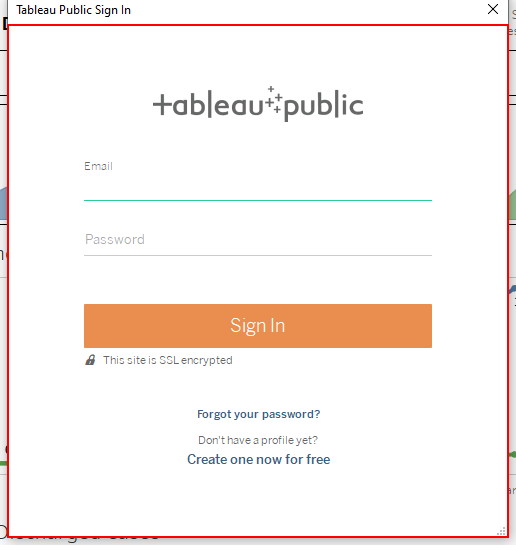 Tableau Public Sign In
+ableau public
Email
Password
Sign In
This site is SSL encrypted
Forgot your password?
Don't have a profile yet?
Create one now for free